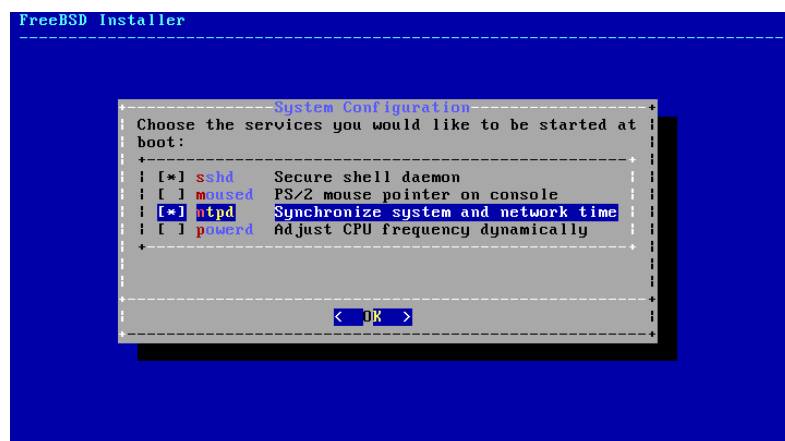 FreeBSD Installer
System Configuration
Choose the services you would like to be started at
boot:
[*] sshd Secure shell daemon
[ ] moused PS/2 mouse pointer on console
[*] ntpd Synchronize system and network time
[ ] powerd Adjust CPU frequency dynamically
< OK >